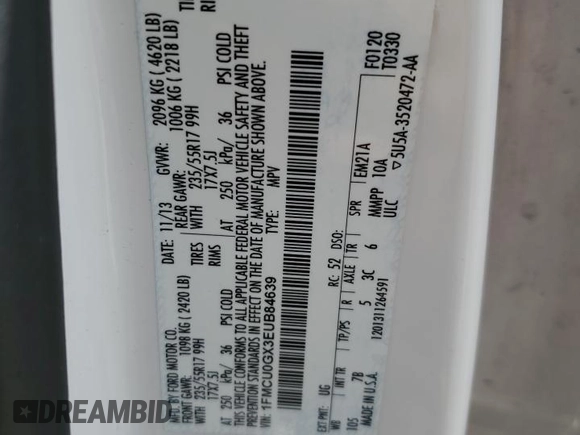 MFD. BY FORD MOTOR CO.
DATE: 11/13
GVWR: 2096 KG ( 4620 LB)
FRONT GAWR: 1098 KG ( 2420 LB)
REAR GAWR: 1006 KG ( 2218 LB)
235/55R17 99H
TIRES WITH 235/55R17 99H
17X7.5J
RIMS 17X7.5J
AT 250 kPa/ 36 PSI COLD
AT 250 kPa/ 36 PSI COLD
THIS VEHICLE CONFORMS TO ALL APPLICABLE FEDERAL MOTOR VEHICLE SAFETY AND THEFT
PREVENTION STANDARDS IN EFFECT ON THE DATE OF MANUFACTURE SHOWN ABOVE.
VIN: 1FMCU0GX3EUB84639
TYPE: MPV
F0120
T0330
EXT PNT: UG
RC: 52 DSO:
WB INT TR TP/PS R AXLE TR SPR EM21A
105 7B 5 3C 6 MMPP 10A
ULC
MADE IN U.S.A.
1201311264591
▽5U5A-3520472-AA
FORDBID